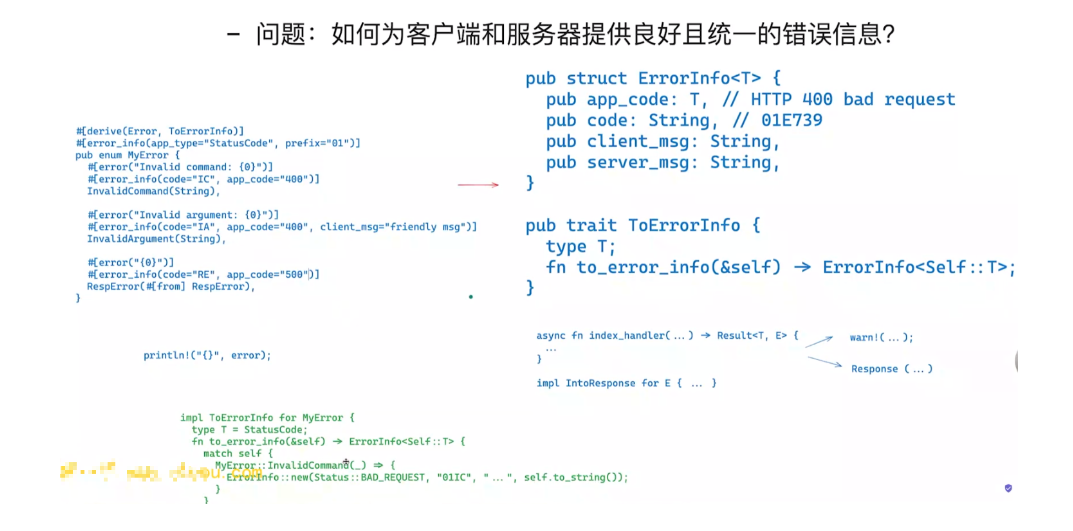 - 问题：如何为客户端和服务器提供良好且统一的错误信息？
#[derive(Error, ToErrorInfo)]
#[error_info(app_type="StatusCode", prefix="01")]
pub enum MyError {
#[error("Invalid command: {0}")]
#[error_info(code="IC", app_code="400")]
InvalidCommand(String),
#[error("Invalid argument: {0}")]
#[error_info(code="IA", app_code="400", client_msg="friendly msg")]
InvalidArgument(String),
#[error("{0}")]
#[error_info(code="RE", app_code="500")]
RespError(#[from] RespError),
}
pub struct ErrorInfo<T> {
pub app_code: T, // HTTP 400 bad request
pub code: String, // 01E739
pub client_msg: String,
pub server_msg: String,
}
pub trait ToErrorInfo {
type T;
fn to_error_info(&self) → ErrorInfo<Self::T>;
}
println!("{}", error);
async fn index_handler(...) → Result<T, E> {
...
}
impl IntoResponse for E { ... }
warn!(...);
Response (...)
impl ToErrorInfo for MyError {
type T = StatusCode;
fn to_error_info(&self) → ErrorInfo<Self::T> {
match self {
MyError::InvalidCommand(_) ⇒ {
ErrorInfo::new(Status::BAD_REQUEST, "01IC", "...", self.to_string());
}
}